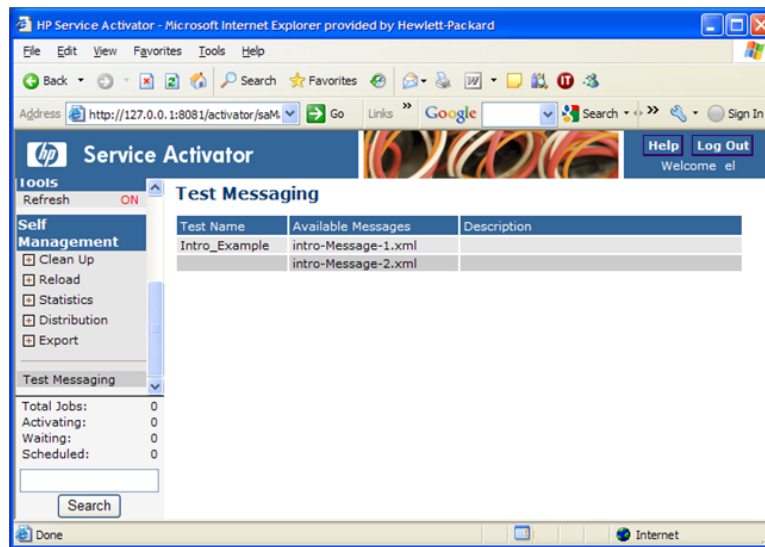 HP Service Activator - Microsoft Internet Explorer provided by Hewlett-Packard
File Edit View Favorites Tools Help
Back Search Favorites
Address http://127.0.0.1:8081/activator/saM Go Links » Google Search » Sign In
hp Service Activator Help Log Out
Welcome el
Tools
Refresh ON
Self Management
Clean Up
Reload
Statistics
Distribution
Export
Test Messaging
Total Jobs: 0
Activating: 0
Waiting: 0
Scheduled: 0
Search
Test Messaging
Test Name Available Messages Description
Intro_Example intro-Message-1.xml
intro-Message-2.xml
Done Internet